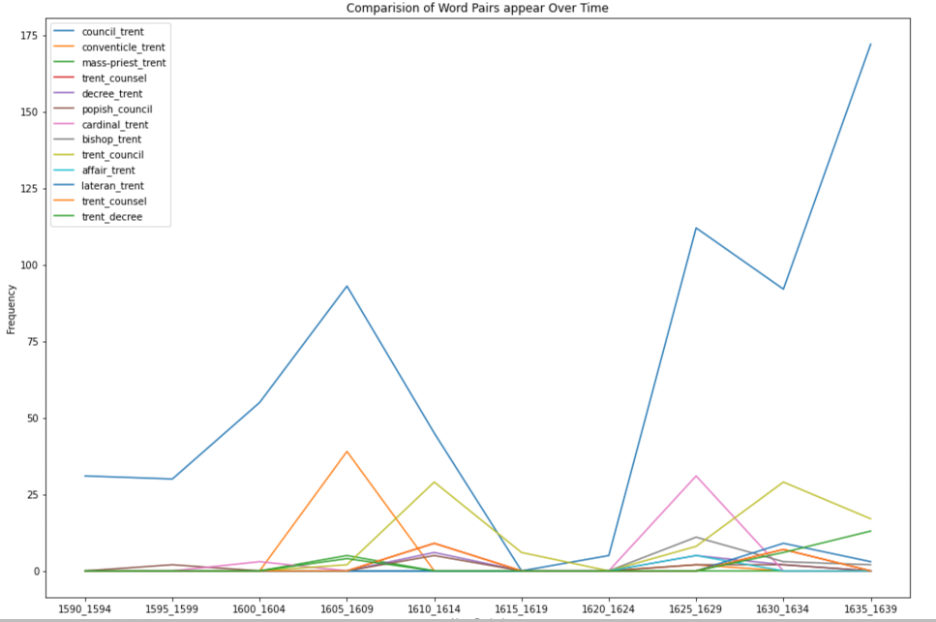 Comparision of Word Pairs appear Over Time
175
150
125
100
75
50
25
0
Frequency
council_trent
conventicle_trent
mass-priest_trent
trent_counsel
decree_trent
popish_council
cardinal_trent
bishop_trent
trent_council
affair_trent
lateran_trent
trent_counsel
trent_decree
1590_1594 1595_1599 1600_1604 1605_1609 1610_1614 1615_1619 1620_1624 1625_1629 1630_1634 1635_1639